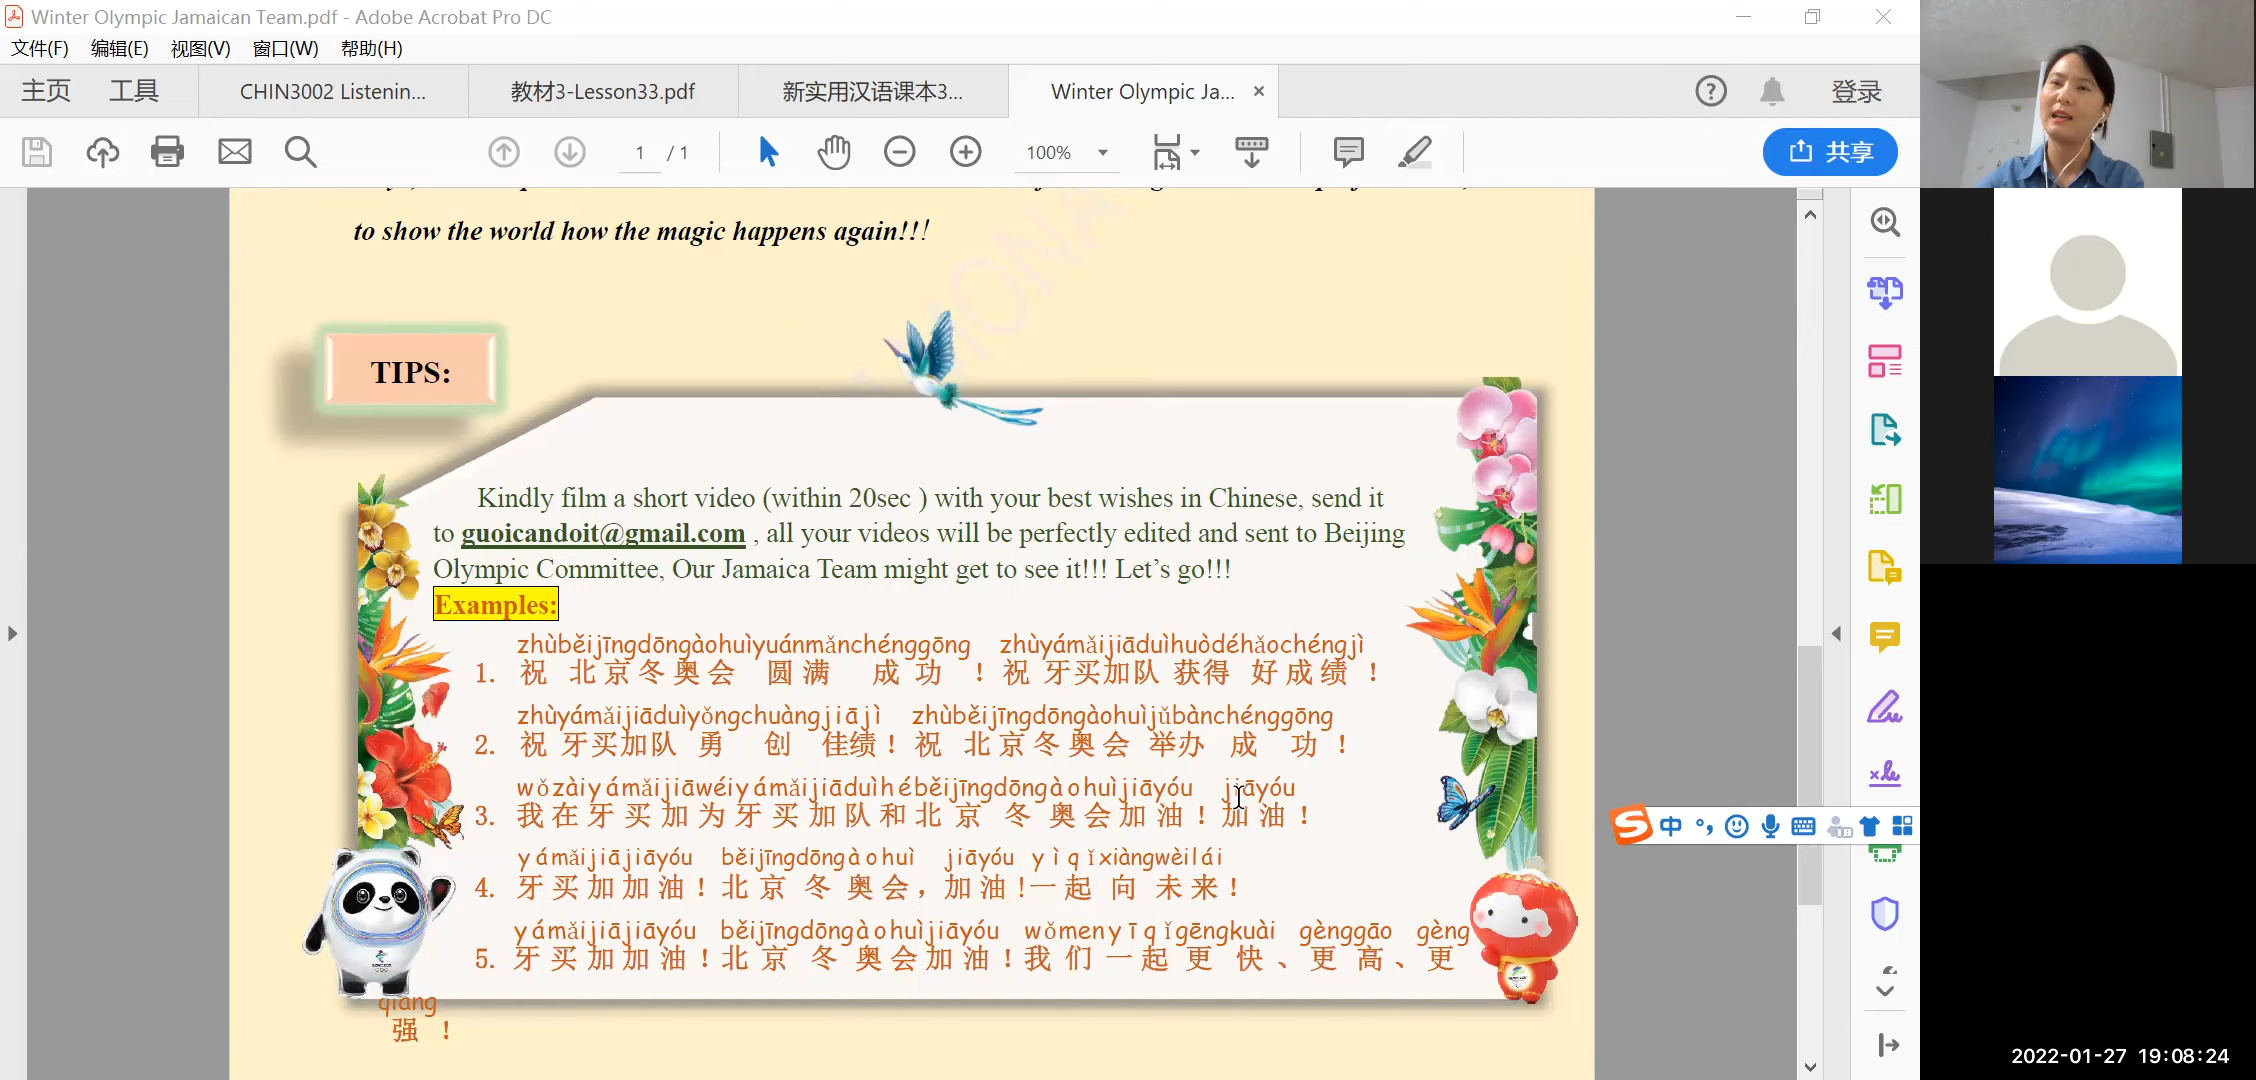 Winter Olympic Jamaican Team.pdf - Adobe Acrobat Pro DC
文件(F) 编辑(E) 视图(V) 窗口(W) 帮助(H)
主页 工具 CHIN3002 Listenin... 教材3-Lesson33.pdf 新实用汉语课本3... Winter Olympic Ja... × 登录
1 / 1 100% 共享
to show the world how the magic happens again!!!
TIPS:
Kindly film a short video (within 20sec ) with your best wishes in Chinese, send it
to guoicandoit@gmail.com , all your videos will be perfectly edited and sent to Beijing
Olympic Committee, Our Jamaica Team might get to see it!!! Let's go!!!
Examples:
zhùběijīngdōngàohuìyuánmǎnchénggōng zhùyámǎijiāduìhuòdéhǎochéngjì
1. 祝 北京冬奥会 圆满 成功 ! 祝 牙买加队 获得 好成绩 !
zhùyámǎijiāduìyǒngchuàngjiājì zhùběijīngdōngàohuìjǔbànchénggōng
2. 祝 牙买加队 勇 创 佳绩! 祝 北京冬奥会 举办 成 功 !
wǒzàiyámǎijiāwéiyámǎijiāduìhéběijīngdōngàohuìjiāyóu jiāyóu
3. 我在牙买加为牙买加队和北京冬奥会加油!加油!
yámǎijiājiāyóu běijīngdōngàohuì jiāyóu yìqǐxiàngwèilái
4. 牙买加加油!北京冬奥会,加油!一起向未来!
yámǎijiājiāyóu běijīngdōngàohuìjiāyóu wǒmenyīqǐgēngkuài gènggāo gèng
5. 牙买加加油!北京冬奥会加油!我们一起更快、更高、更
qiáng
强 !
中
2022-01-27 19:08:24